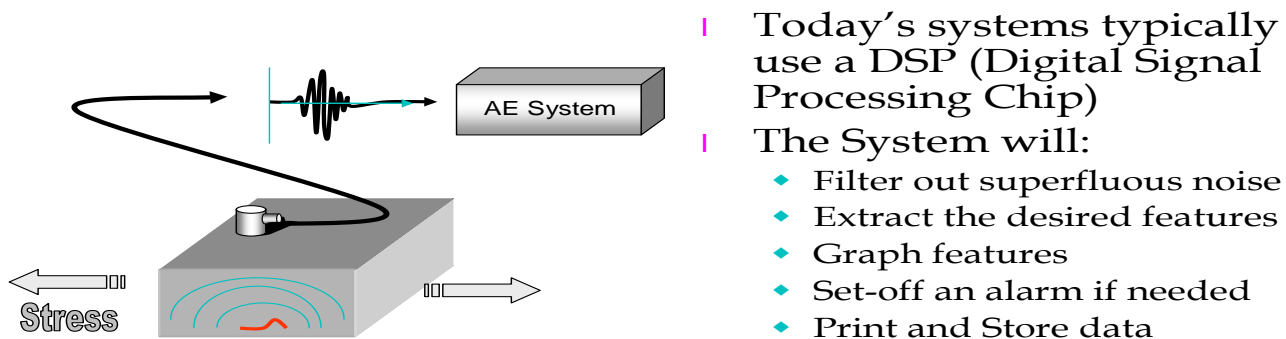 AE System
Stress
Today's systems typically
use a DSP (Digital Signal
Processing Chip)
The System will:
Filter out superfluous noise
Extract the desired features
Graph features
Set-off an alarm if needed
Print and Store data